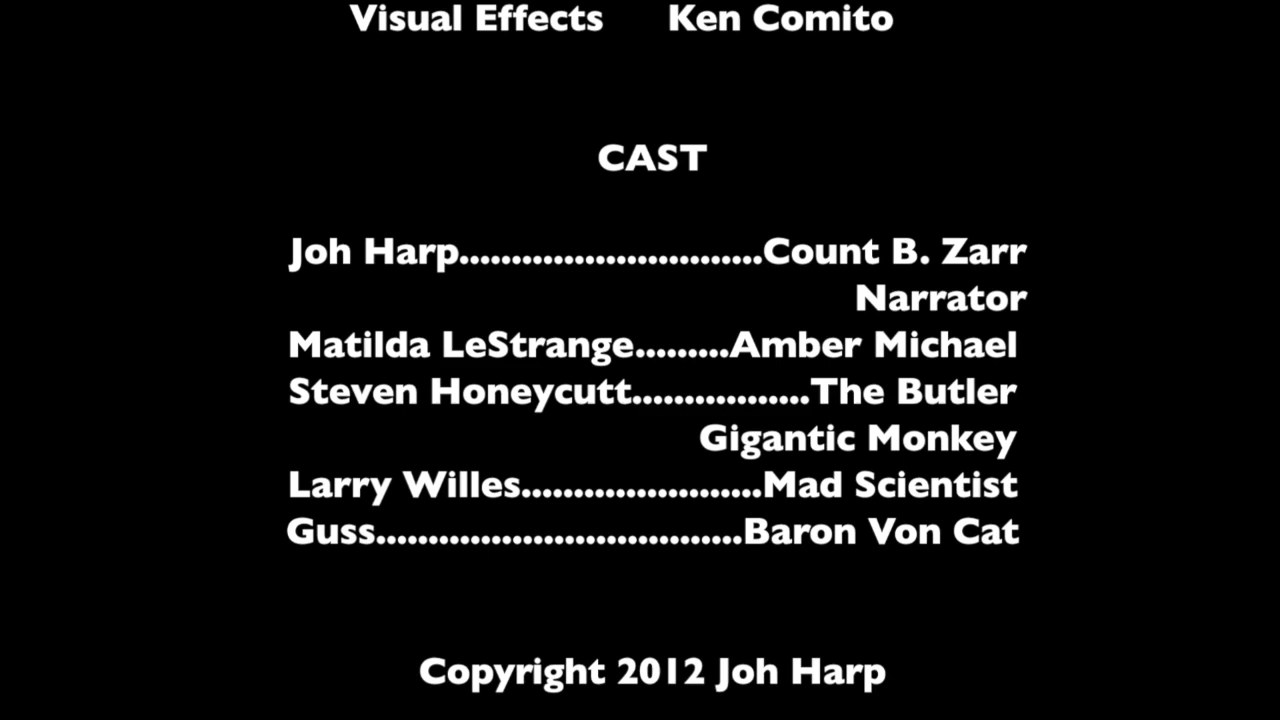 Visual Effects Ken Comito
CAST
Joh Harp.............................Count B. Zarr
Narrator
Matilda LeStrange.........Amber Michael
Steven Honeycutt.................The Butler
Gigantic Monkey
Larry Willes.......................Mad Scientist
Guss...................................Baron Von Cat
Copyright 2012 Joh Harp